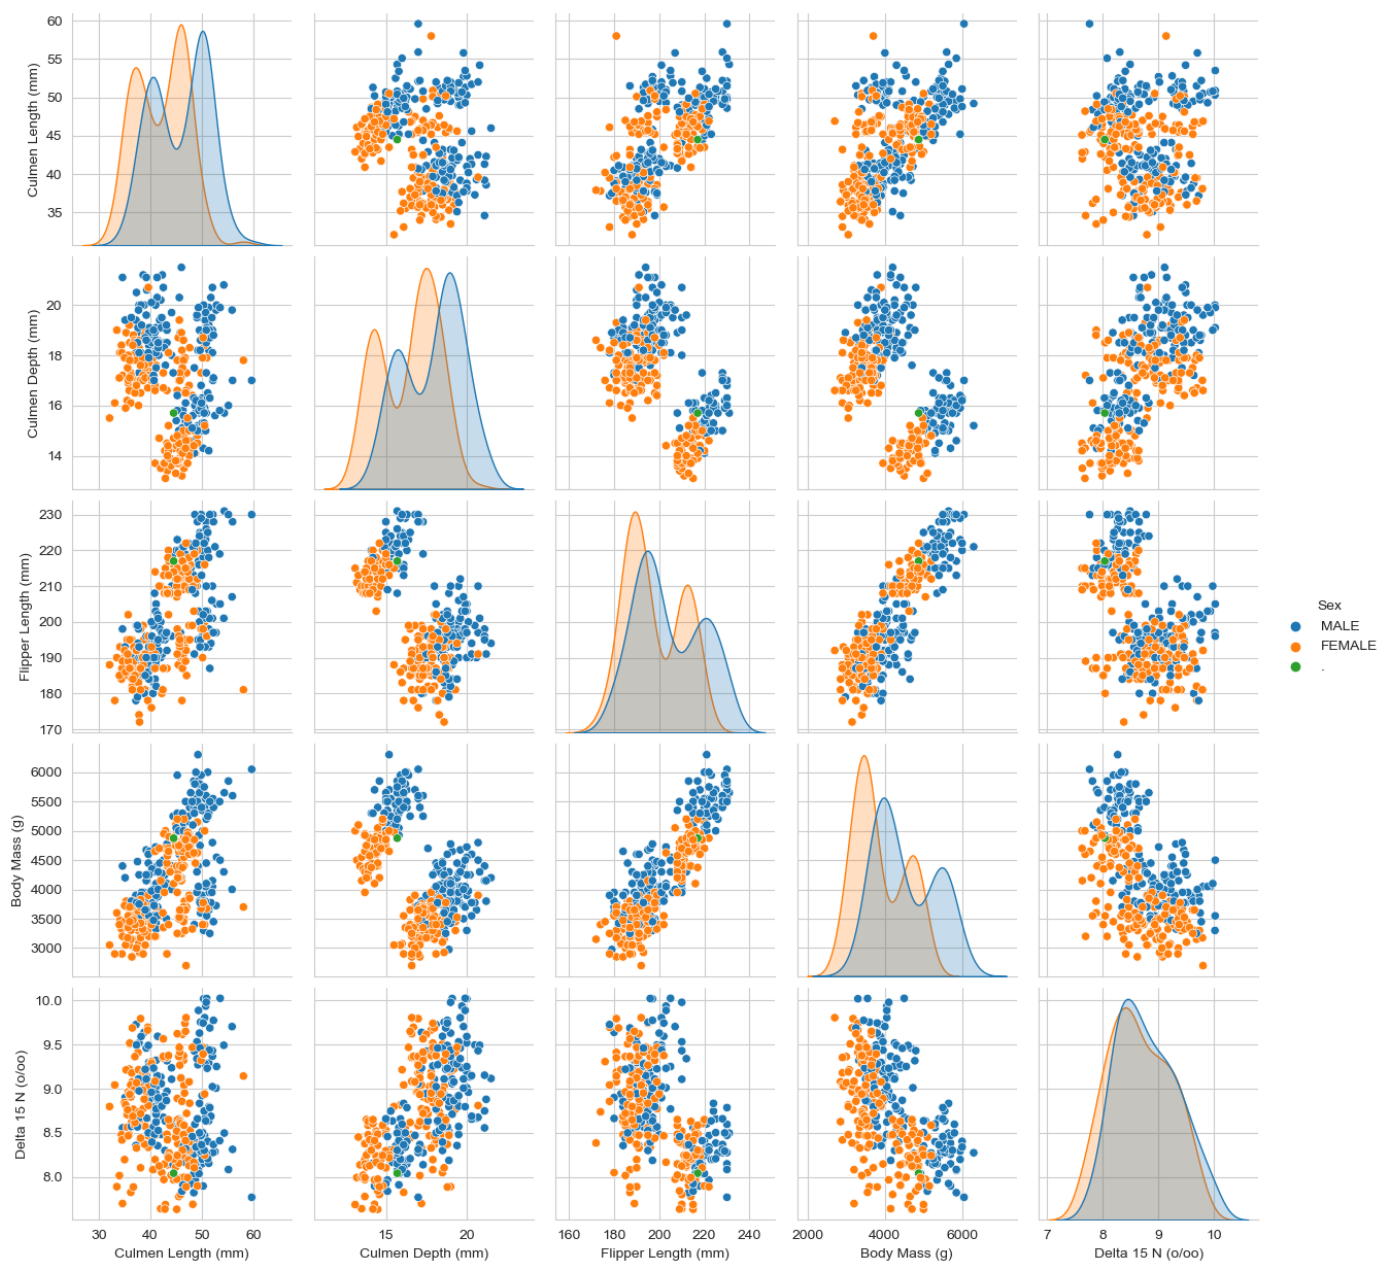 60
55
50
45
40
35
Culmen Length (mm)
20
18
16
14
Culmen Depth (mm)
230
220
210
200
190
180
170
Flipper Length (mm)
Sex
MALE
FEMALE
.
6000
5500
5000
4500
4000
3500
3000
Body Mass (g)
10.0
9.5
9.0
8.5
8.0
Delta 15 N (o/oo)
30 40 50 60
Culmen Length (mm)
15 20
Culmen Depth (mm)
160 180 200 220 240
Flipper Length (mm)
2000 4000 6000
Body Mass (g)
7 8 9 10
Delta 15 N (o/oo)